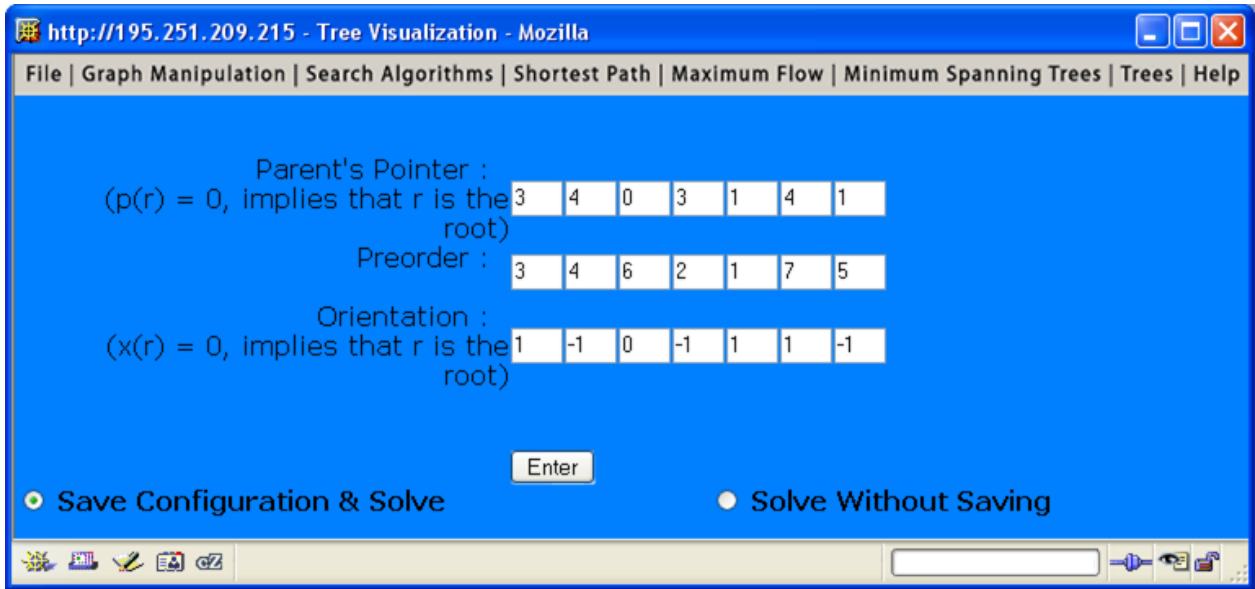 http://195.251.209.215 - Tree Visualization - Mozilla
File | Graph Manipulation | Search Algorithms | Shortest Path | Maximum Flow | Minimum Spanning Trees | Trees | Help
Parent's Pointer :
(p(r) = 0, implies that r is the 3 4 0 3 1 4 1
root)
Preorder : 3 4 6 2 1 7 5
Orientation :
(x(r) = 0, implies that r is the 1 -1 0 -1 1 1 -1
root)
Enter
Save Configuration & Solve Solve Without Saving